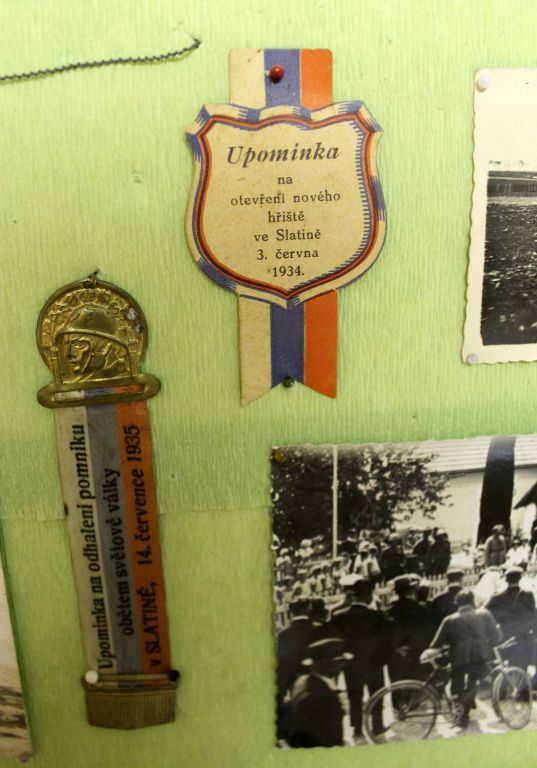 Upomínka
na
otevření nového
hřiště
ve Slatině
3. června
1934.
Upomínka na odhalení pomníku
obětem světové války
v SLATINĚ, 14. července 1935